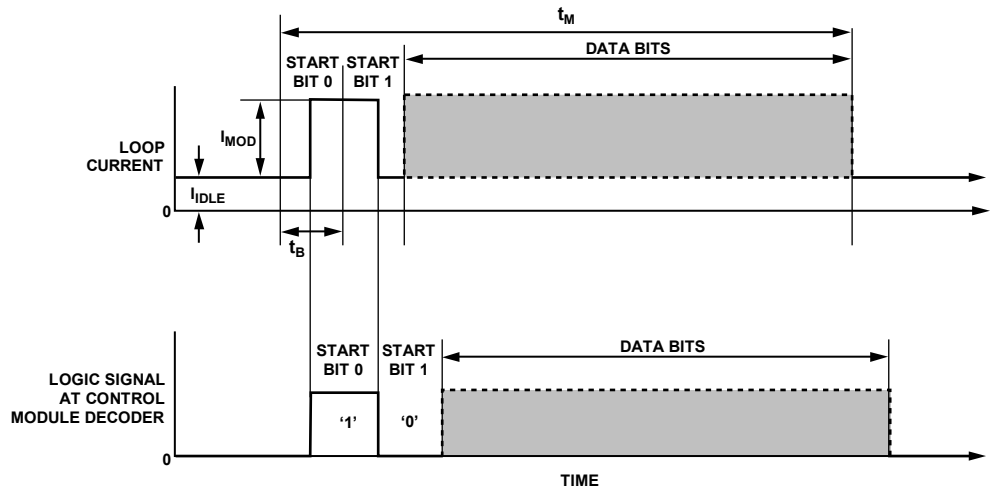 tM
DATA BITS
START
BIT 0
START
BIT 1
IMOD
LOOP
CURRENT
IIDLE
0
tB
START
BIT 0
START
BIT 1
DATA BITS
LOGIC SIGNAL
AT CONTROL
MODULE DECODER
‘1’
‘0’
0
TIME